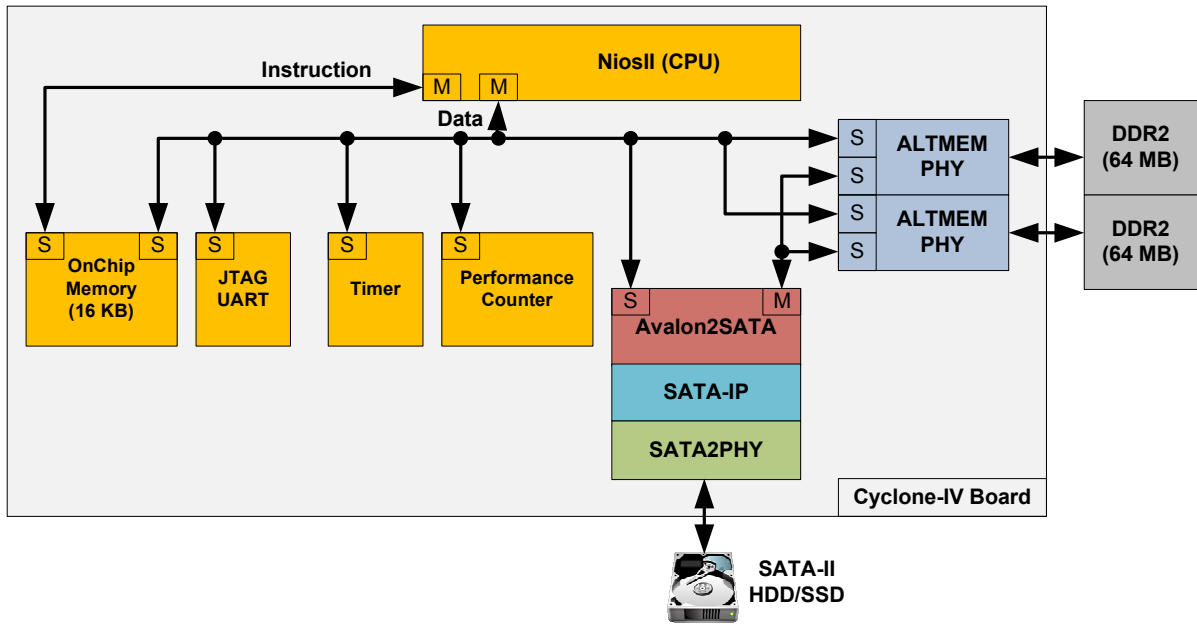 NiosII (CPU)
Instruction
M
M
Data
S
ALTMEM
PHY
S
S
ALTMEM
PHY
S
DDR2
(64 MB)
DDR2
(64 MB)
S
S
OnChip
Memory
(16 KB)
S
JTAG
UART
S
Timer
S
Performance
Counter
S
M
Avalon2SATA
SATA-IP
SATA2PHY
Cyclone-IV Board
SATA-II
HDD/SSD